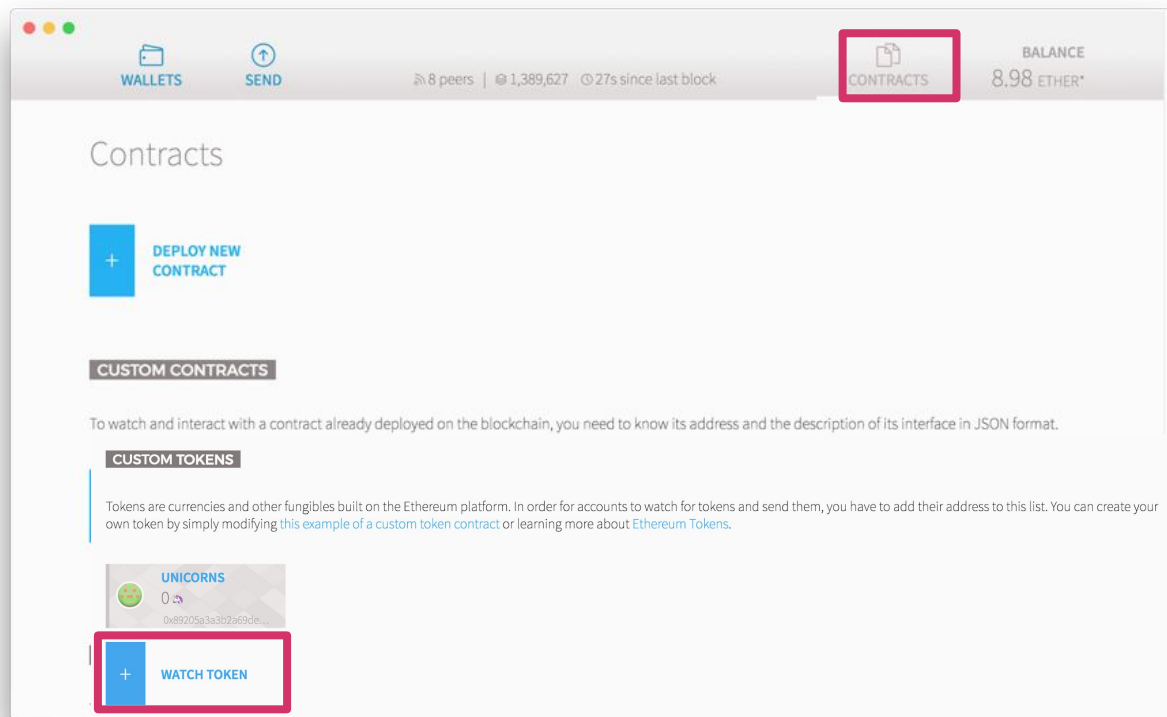 WALLETS
SEND
8 peers | 1,389,627 27s since last block
CONTRACTS
BALANCE
8.98 ETHER*
Contracts
+
DEPLOY NEW
CONTRACT
CUSTOM CONTRACTS
To watch and interact with a contract already deployed on the blockchain, you need to know its address and the description of its interface in JSON format.
CUSTOM TOKENS
Tokens are currencies and other fungibles built on the Ethereum platform. In order for accounts to watch for tokens and send them, you have to add their address to this list. You can create your
own token by simply modifying this example of a custom token contract or learning more about Ethereum Tokens.
UNICORNS
0
0x89205a3a3b2a69de...
+
WATCH TOKEN